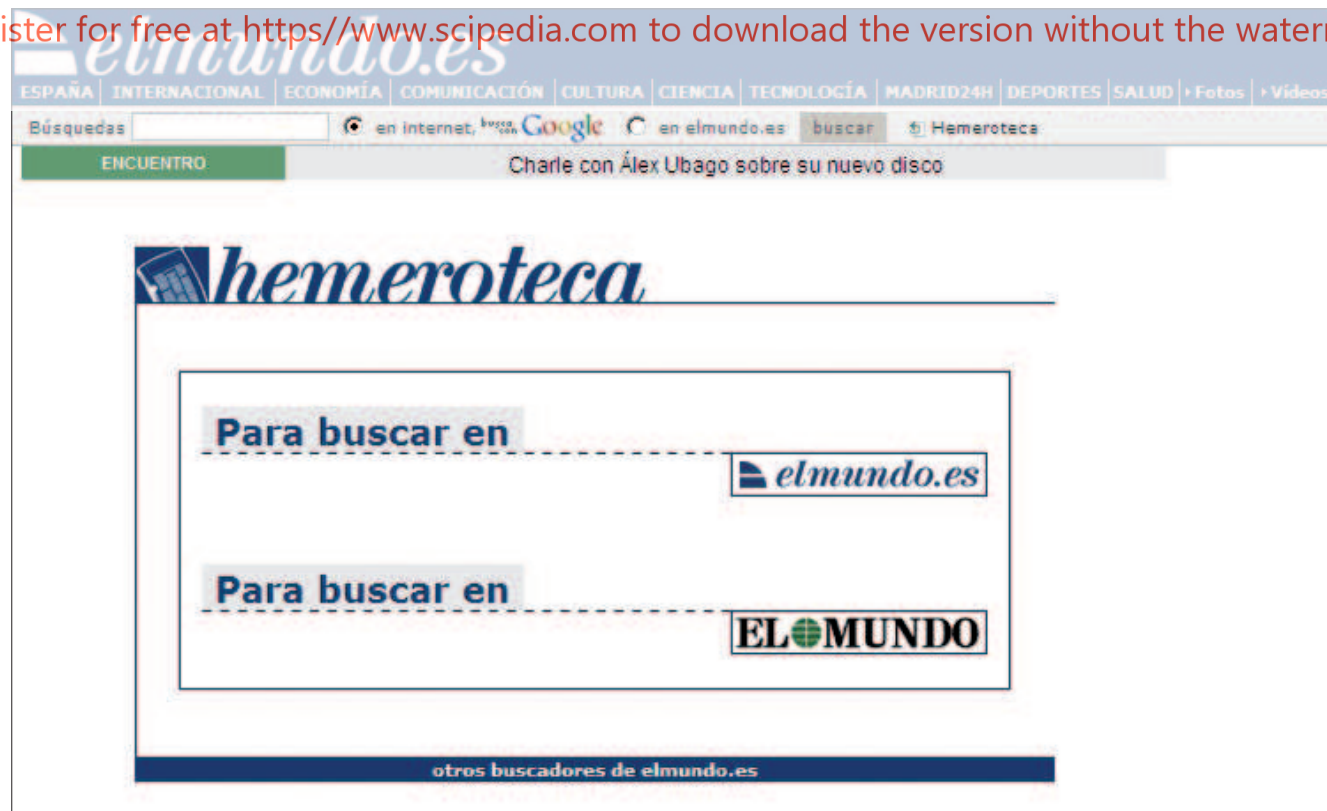 ister for free at https//www.scipedia.com to download the version without the water
elmundo.es
ESPAÑA INTERNACIONAL ECONOMÍA COMUNICACIÓN CULTURA CIENCIA TECNOLOGÍA MADRID24H DEPORTES SALUD Fotos Vídeos
Búsquedas en internet, busca con Google en elmundo.es buscar Hemeroteca
ENCUENTRO Charle con Álex Ubago sobre su nuevo disco
hemeroteca
Para buscar en
elmundo.es
Para buscar en
EL MUNDO
otros buscadores de elmundo.es